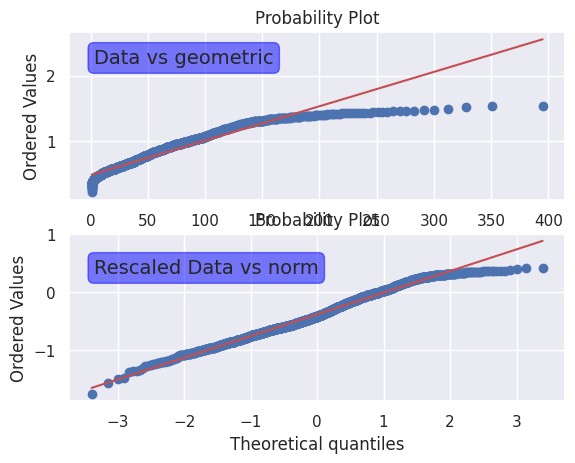 Probability Plot
Data vs geometric
Ordered Values
2
1
0 50 100 150 200 250 300 350 400
Probability Plot
Rescaled Data vs norm
Ordered Values
1
0
−1
−3 −2 −1 0 1 2 3
Theoretical quantiles